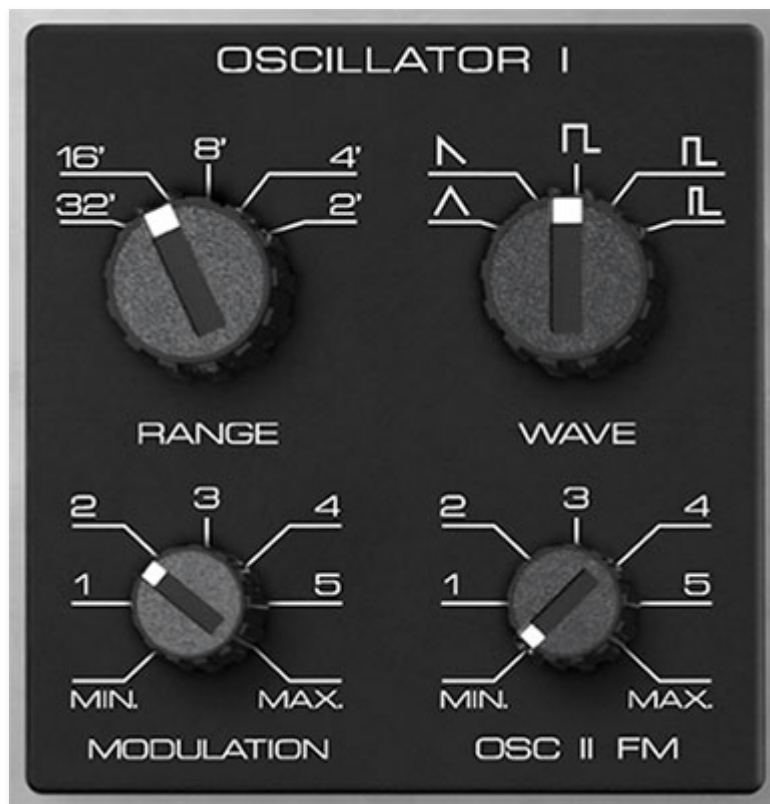 OSCILLATOR I
8'
16' 4'
32' 2'
RANGE WAVE
3 3
2 4 2 4
1 5 1 5
MIN. MAX. MIN. MAX.
MODULATION OSC II FM